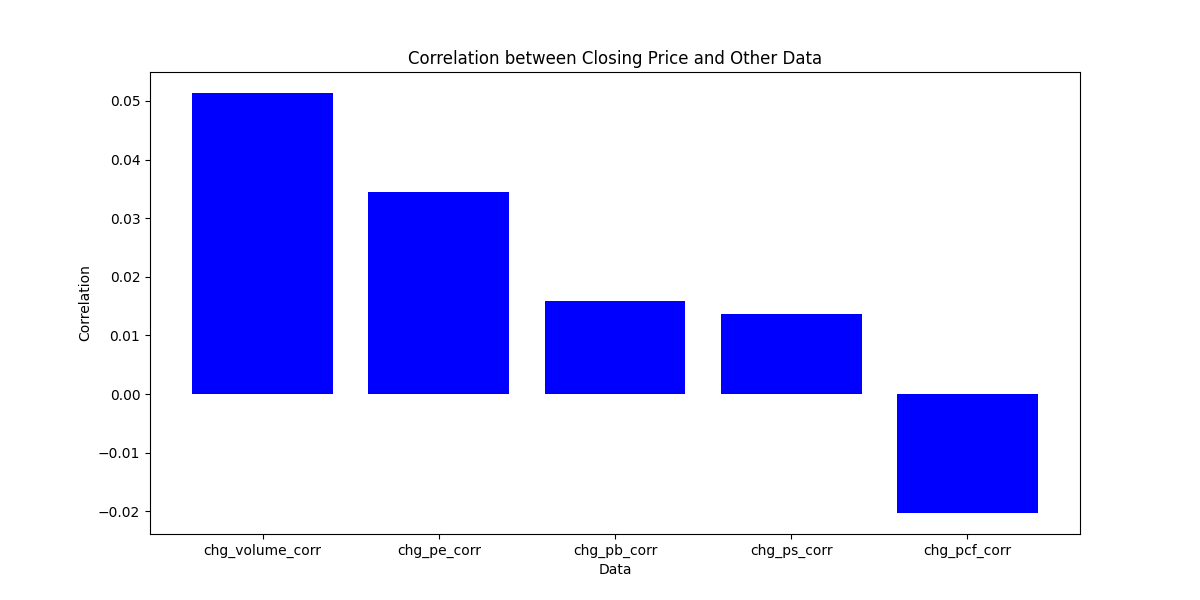 Correlation between Closing Price and Other Data
0.05
0.04
0.03
0.02
0.01
0.00
−0.01
−0.02
Correlation
chg_volume_corr chg_pe_corr chg_pb_corr chg_ps_corr chg_pcf_corr
Data